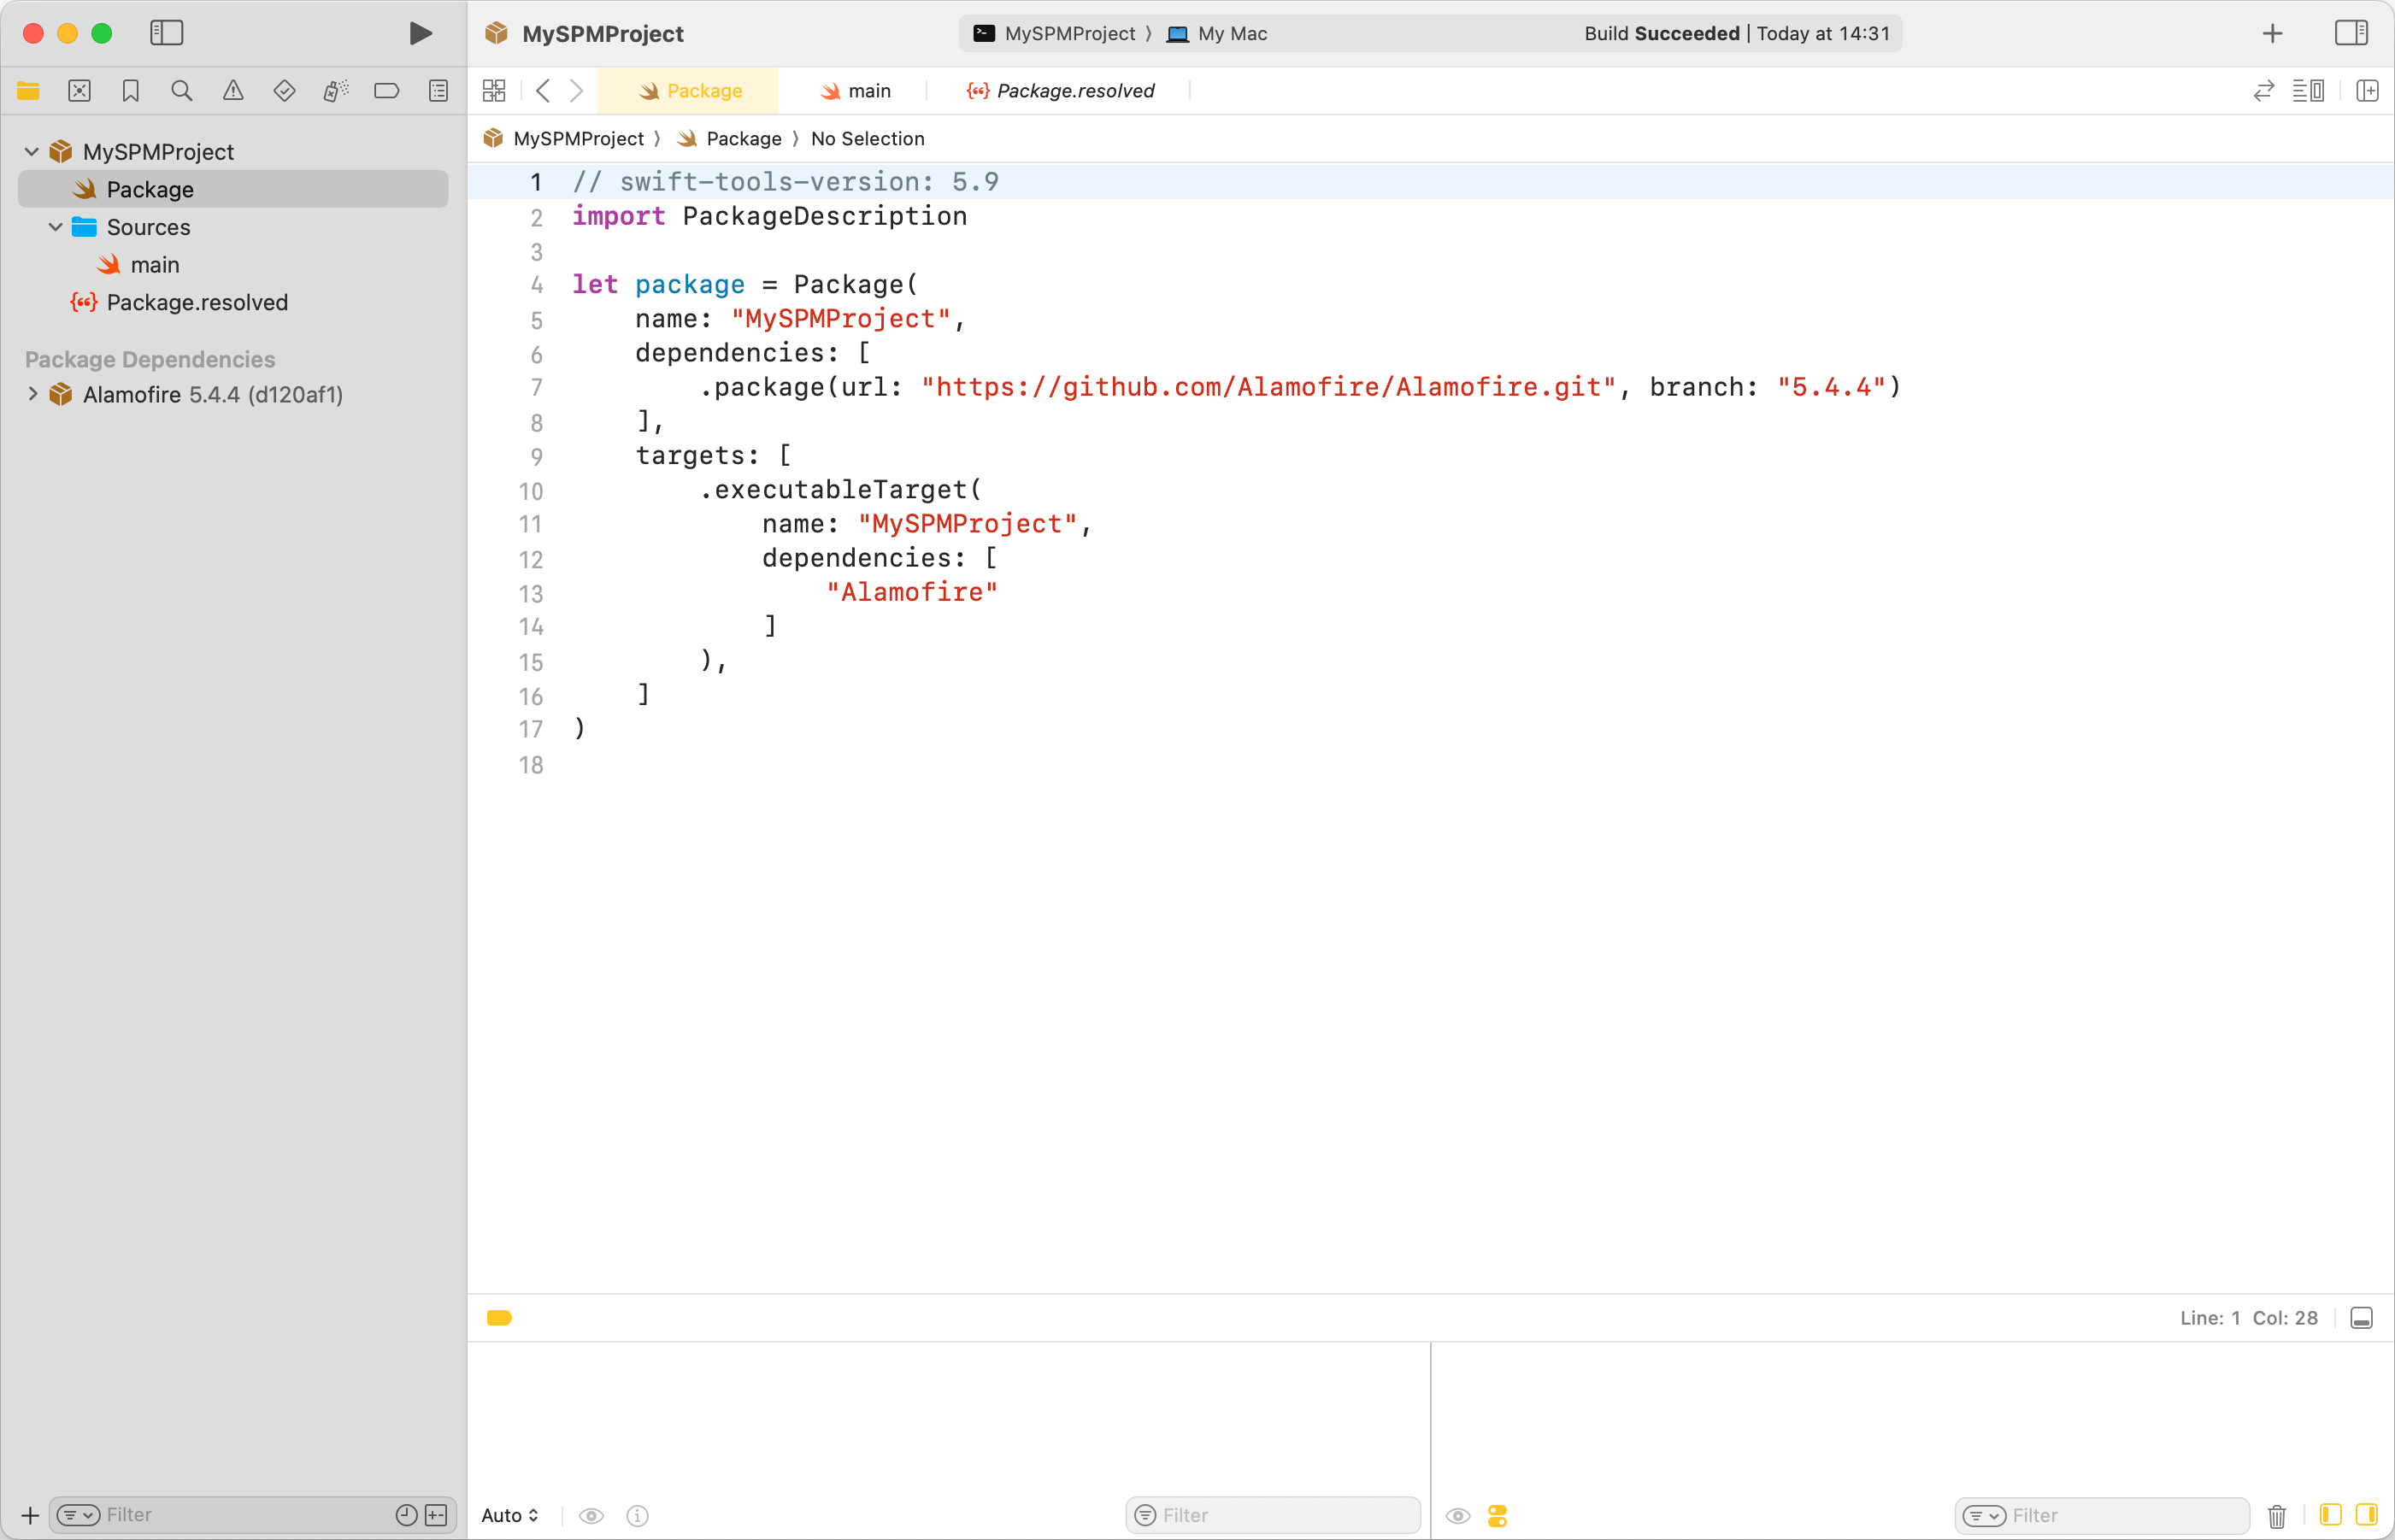 MySPMProject
MySPMProject 〉 My Mac
Build Succeeded | Today at 14:31
Package
main
Package.resolved
MySPMProject 〉 Package 〉 No Selection
MySPMProject
Package
Sources
main
Package.resolved
Package Dependencies
Alamofire 5.4.4 (d120af1)
1 // swift-tools-version: 5.9
2 import PackageDescription
3
4 let package = Package(
5     name: "MySPMProject",
6     dependencies: [
7         .package(url: "https://github.com/Alamofire/Alamofire.git", branch: "5.4.4")
8     ],
9     targets: [
10         .executableTarget(
11             name: "MySPMProject",
12             dependencies: [
13                 "Alamofire"
14             ]
15         ),
16     ]
17 )
18
Line: 1 Col: 28
Filter
Auto
Filter
Filter